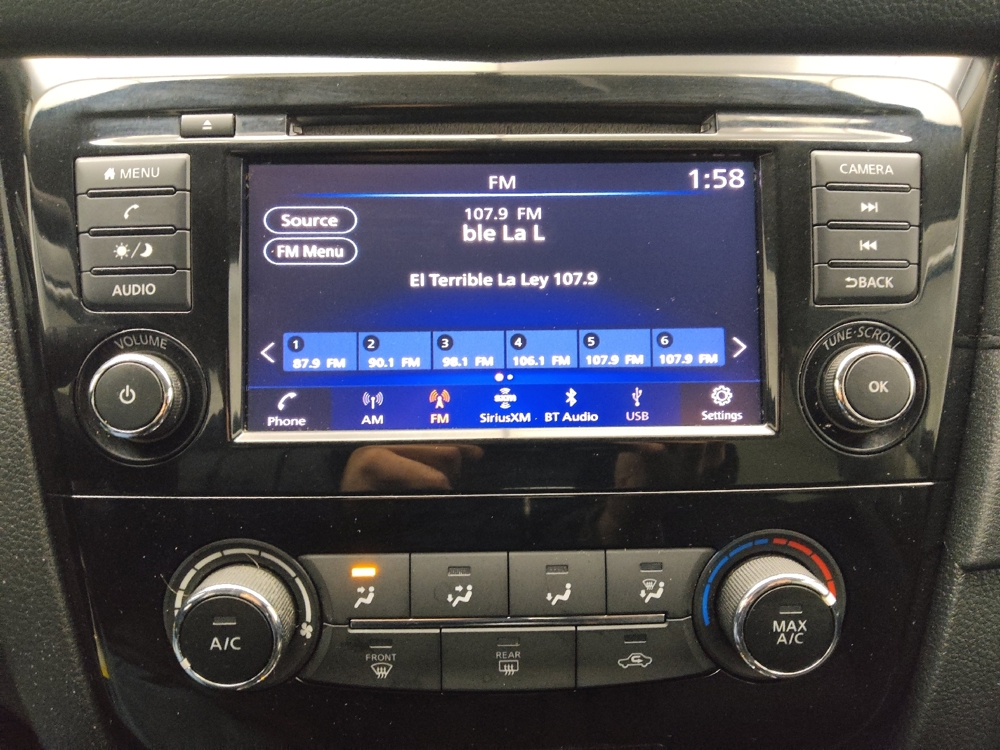 FM 1:58
MENU
CAMERA
Source
107.9 FM
ble La L
FM Menu
El Terrible La Ley 107.9
AUDIO
BACK
VOLUME
TUNE·SCROLL
1 2 3 4 5 6
87.9 FM 90.1 FM 98.1 FM 106.1 FM 107.9 FM 107.9 FM
OK
Phone AM FM SiriusXM BT Audio USB Settings
A/C
FRONT
REAR
MAX
A/C